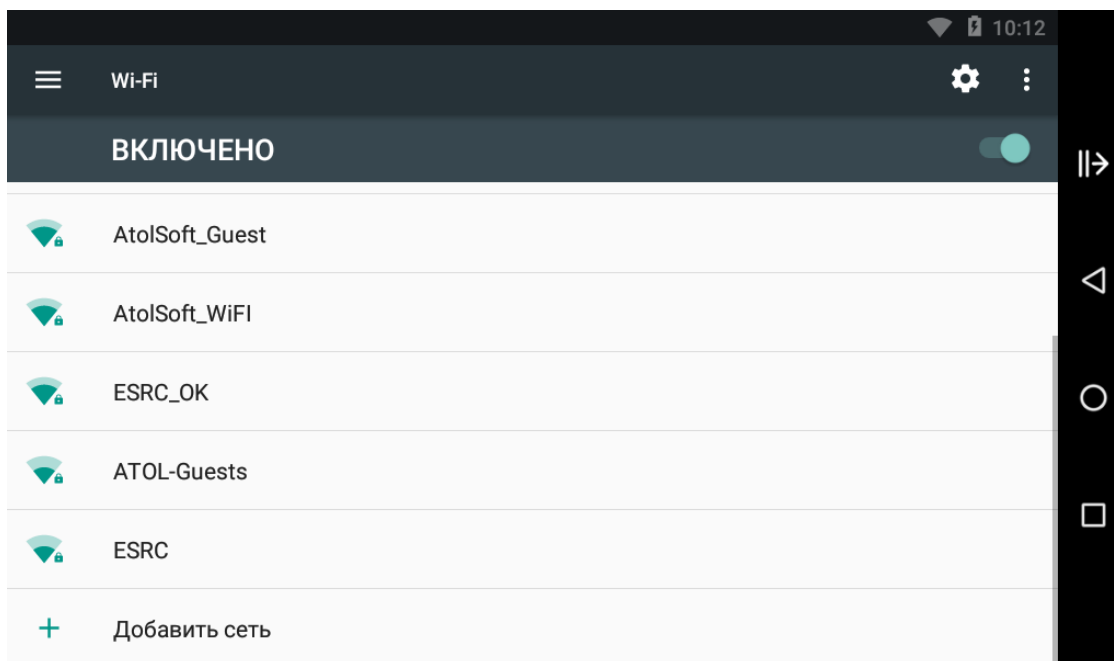 10:12
Wi-Fi
ВКЛЮЧЕНО
AtolSoft_Guest
AtolSoft_WiFI
ESRC_OK
ATOL-Guests
ESRC
Добавить сеть